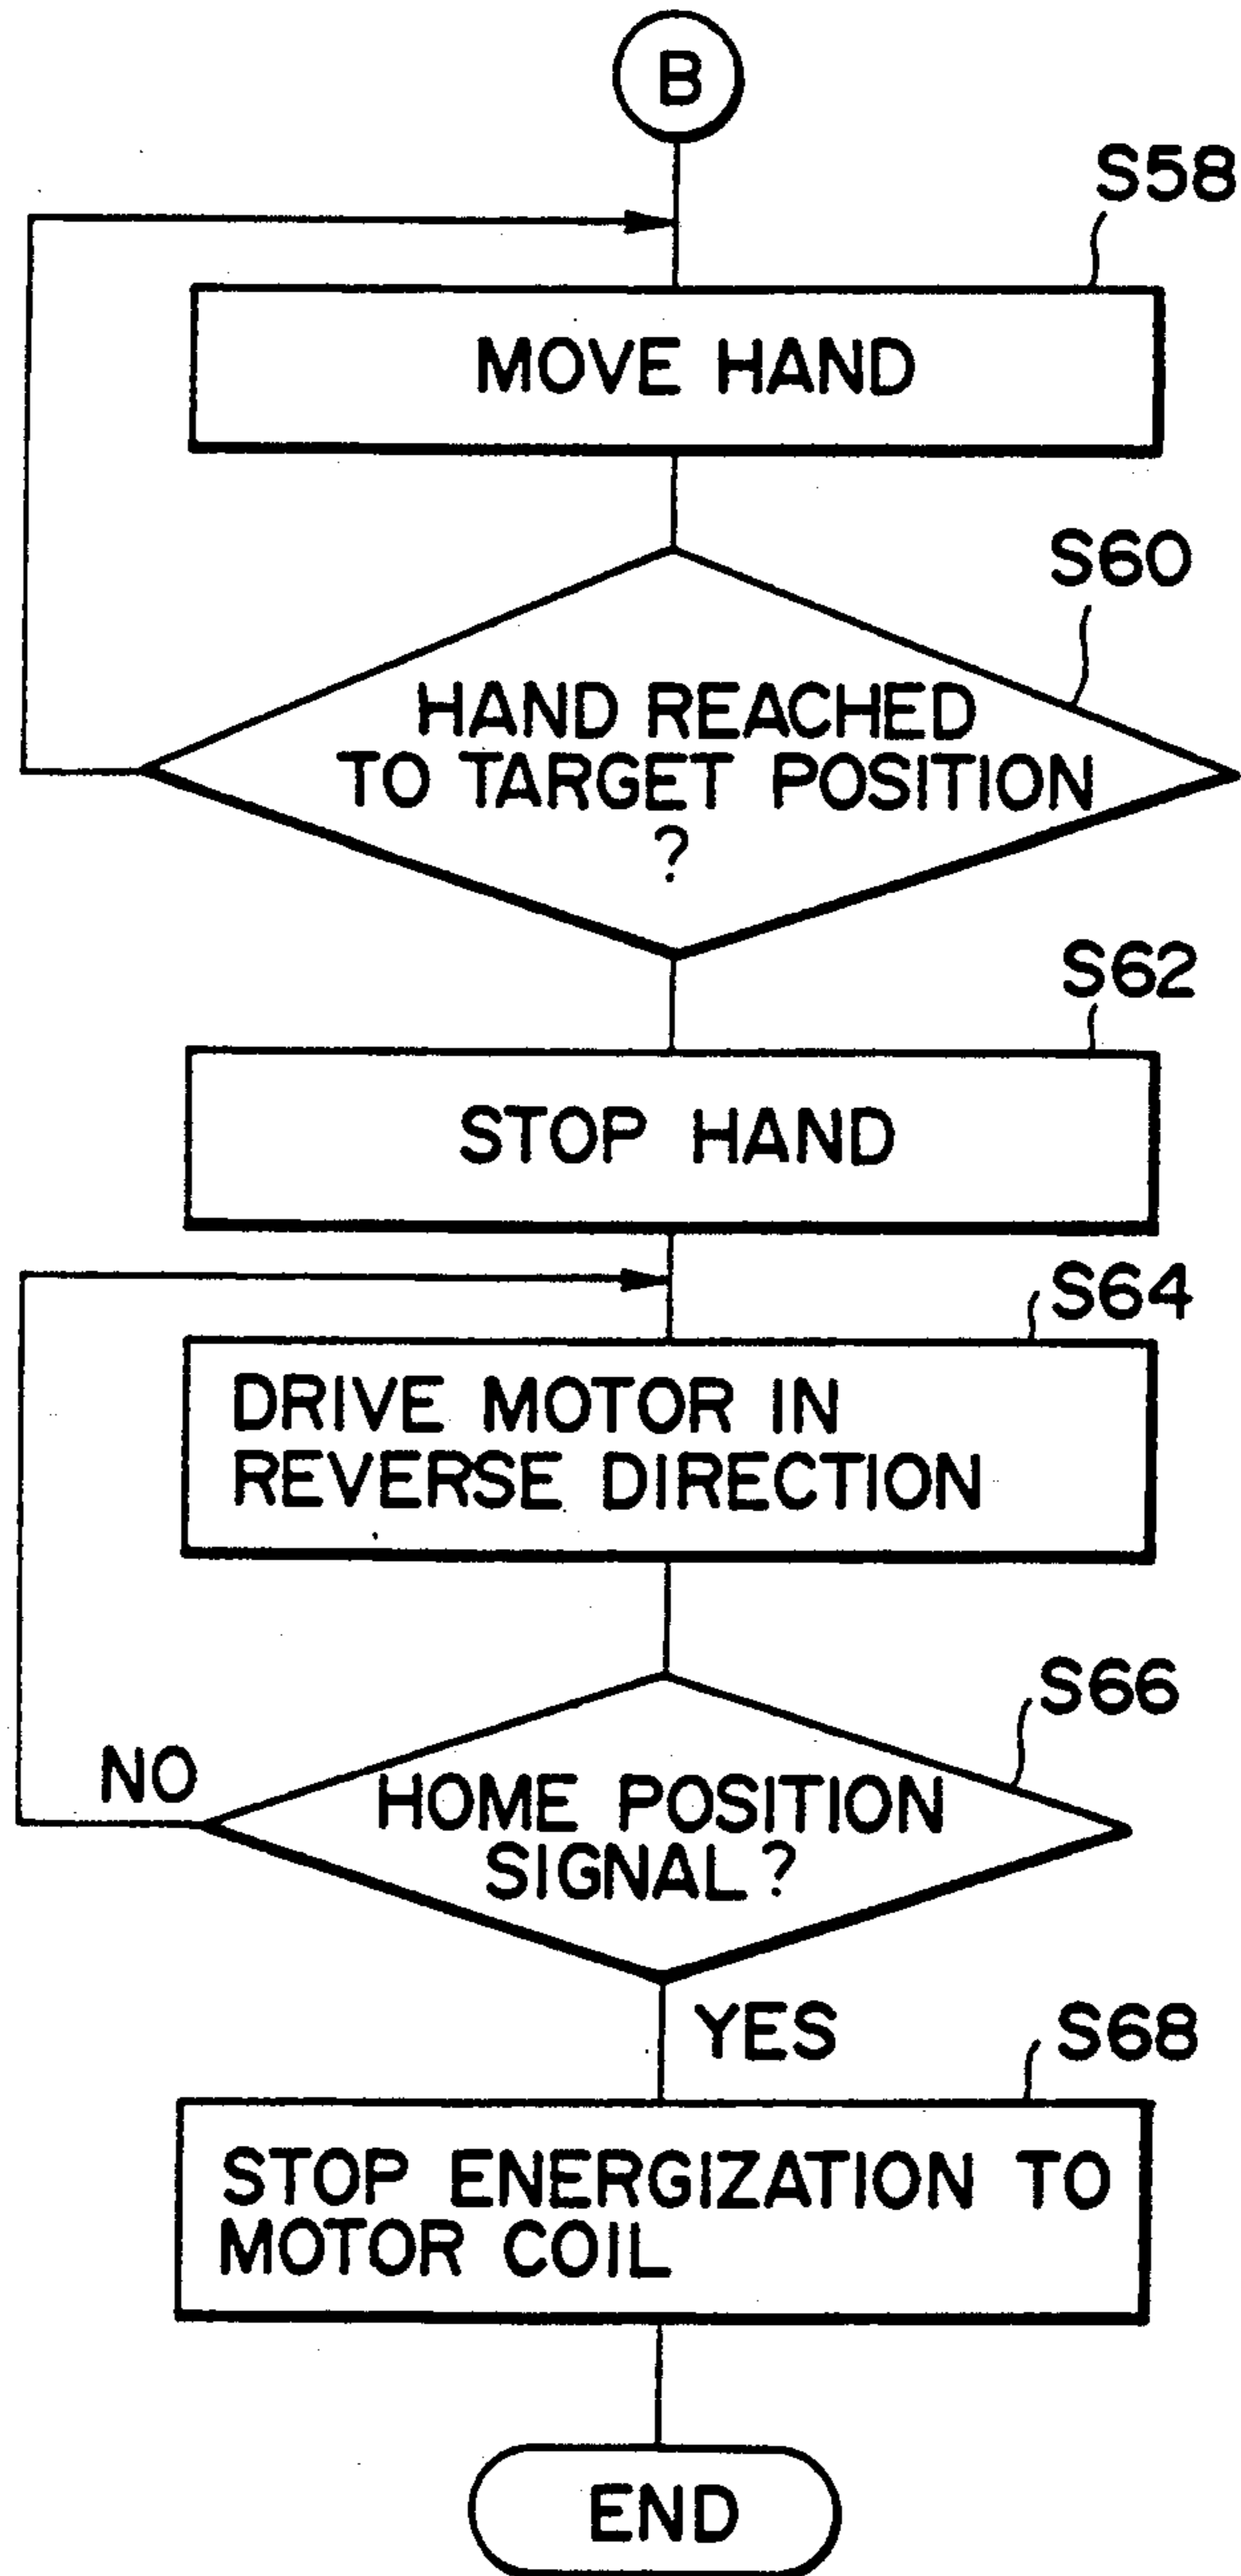 B
S58
MOVE HAND
S60
HAND REACHED
TO TARGET POSITION
?
S62
STOP HAND
S64
DRIVE MOTOR IN
REVERSE DIRECTION
S66
NO
HOME POSITION
SIGNAL?
YES
S68
STOP ENERGIZATION TO
MOTOR COIL
END